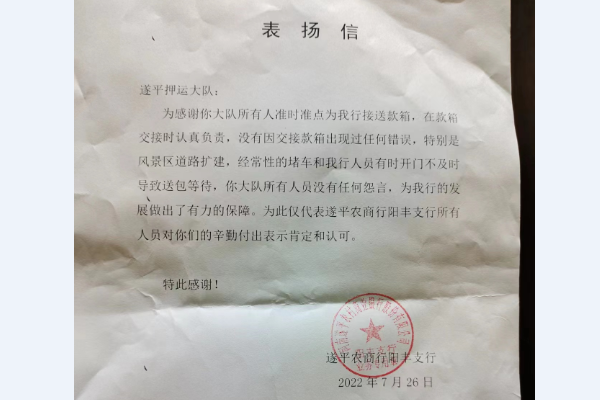 表扬信
遂平押运大队：
为感谢你大队所有人准时准点为我行接送款箱，在款箱
交接时认真负责，没有因交接款箱出现过任何错误，特别是
风景区道路扩建，经常性的堵车和我行人员有时开门不及时
导致送包等待，你大队所有人员没有任何怨言，为我行的发
展做出了有力的保障。为此仅代表遂平农商行阳丰支行所有
人员对你们的辛勤付出表示肯定和认可。
特此感谢！
遂平农商行阳丰支行
2022年7月26日